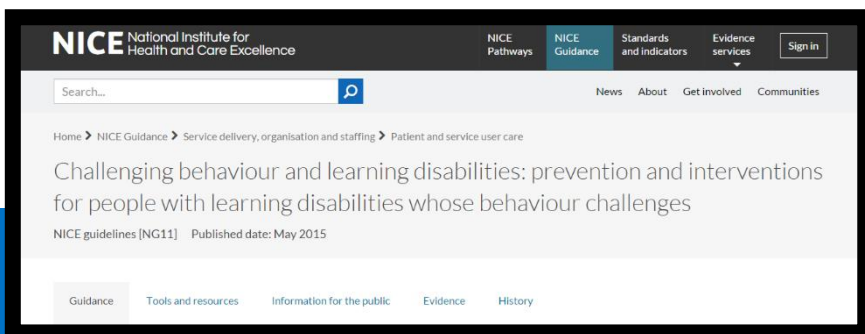 NICE National Institute for
Health and Care Excellence
NICE
Pathways
NICE
Guidance
Standards
and indicators
Evidence
services
Sign in
Search...
News About Get involved Communities
Home > NICE Guidance > Service delivery, organisation and staffing > Patient and service user care
Challenging behaviour and learning disabilities: prevention and interventions
for people with learning disabilities whose behaviour challenges
NICE guidelines [NG11] Published date: May 2015
Guidance Tools and resources Information for the public Evidence History